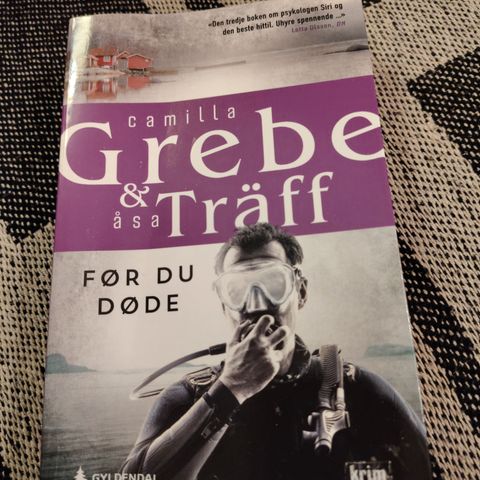 «Den tredje boken om psykologen Siri og
den beste hittil. Uhyre spennende ...»
Lotta Olsson, DN
camilla
Grebe
& åsa Träff
FØR DU
DØDE
GYLDENDAL
krim